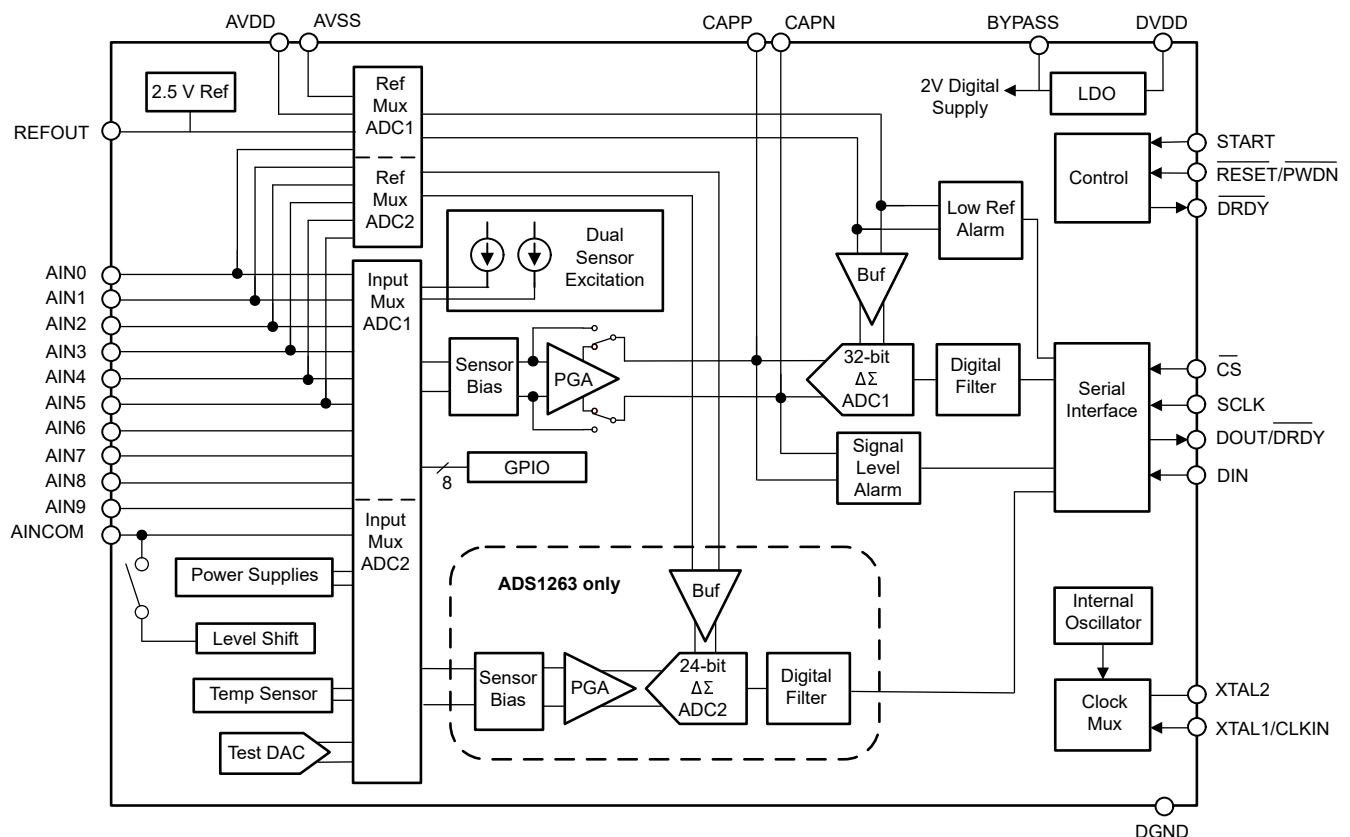 AVDD
AVSS
CAPP
CAPN
BYPASS
DVDD
2.5 V Ref
Ref
Mux
ADC1
2V Digital
Supply
LDO
REFOUT
START
RESET/PWDN
DRDY
Control
Ref
Mux
ADC2
Low Ref
Alarm
Dual
Sensor
Excitation
AIN0
AIN1
AIN2
AIN3
AIN4
AIN5
AIN6
AIN7
AIN8
AIN9
AINCOM
Input
Mux
ADC1
Buf
Sensor
Bias
PGA
32-bit
ΔΣ
ADC1
Digital
Filter
Serial
Interface
CS
SCLK
DOUT/DRDY
DIN
8
GPIO
Signal
Level
Alarm
Input
Mux
ADC2
Power Supplies
Level Shift
Temp Sensor
Test DAC
ADS1263 only
Buf
Sensor
Bias
PGA
24-bit
ΔΣ
ADC2
Digital
Filter
Internal
Oscillator
Clock
Mux
XTAL2
XTAL1/CLKIN
DGND